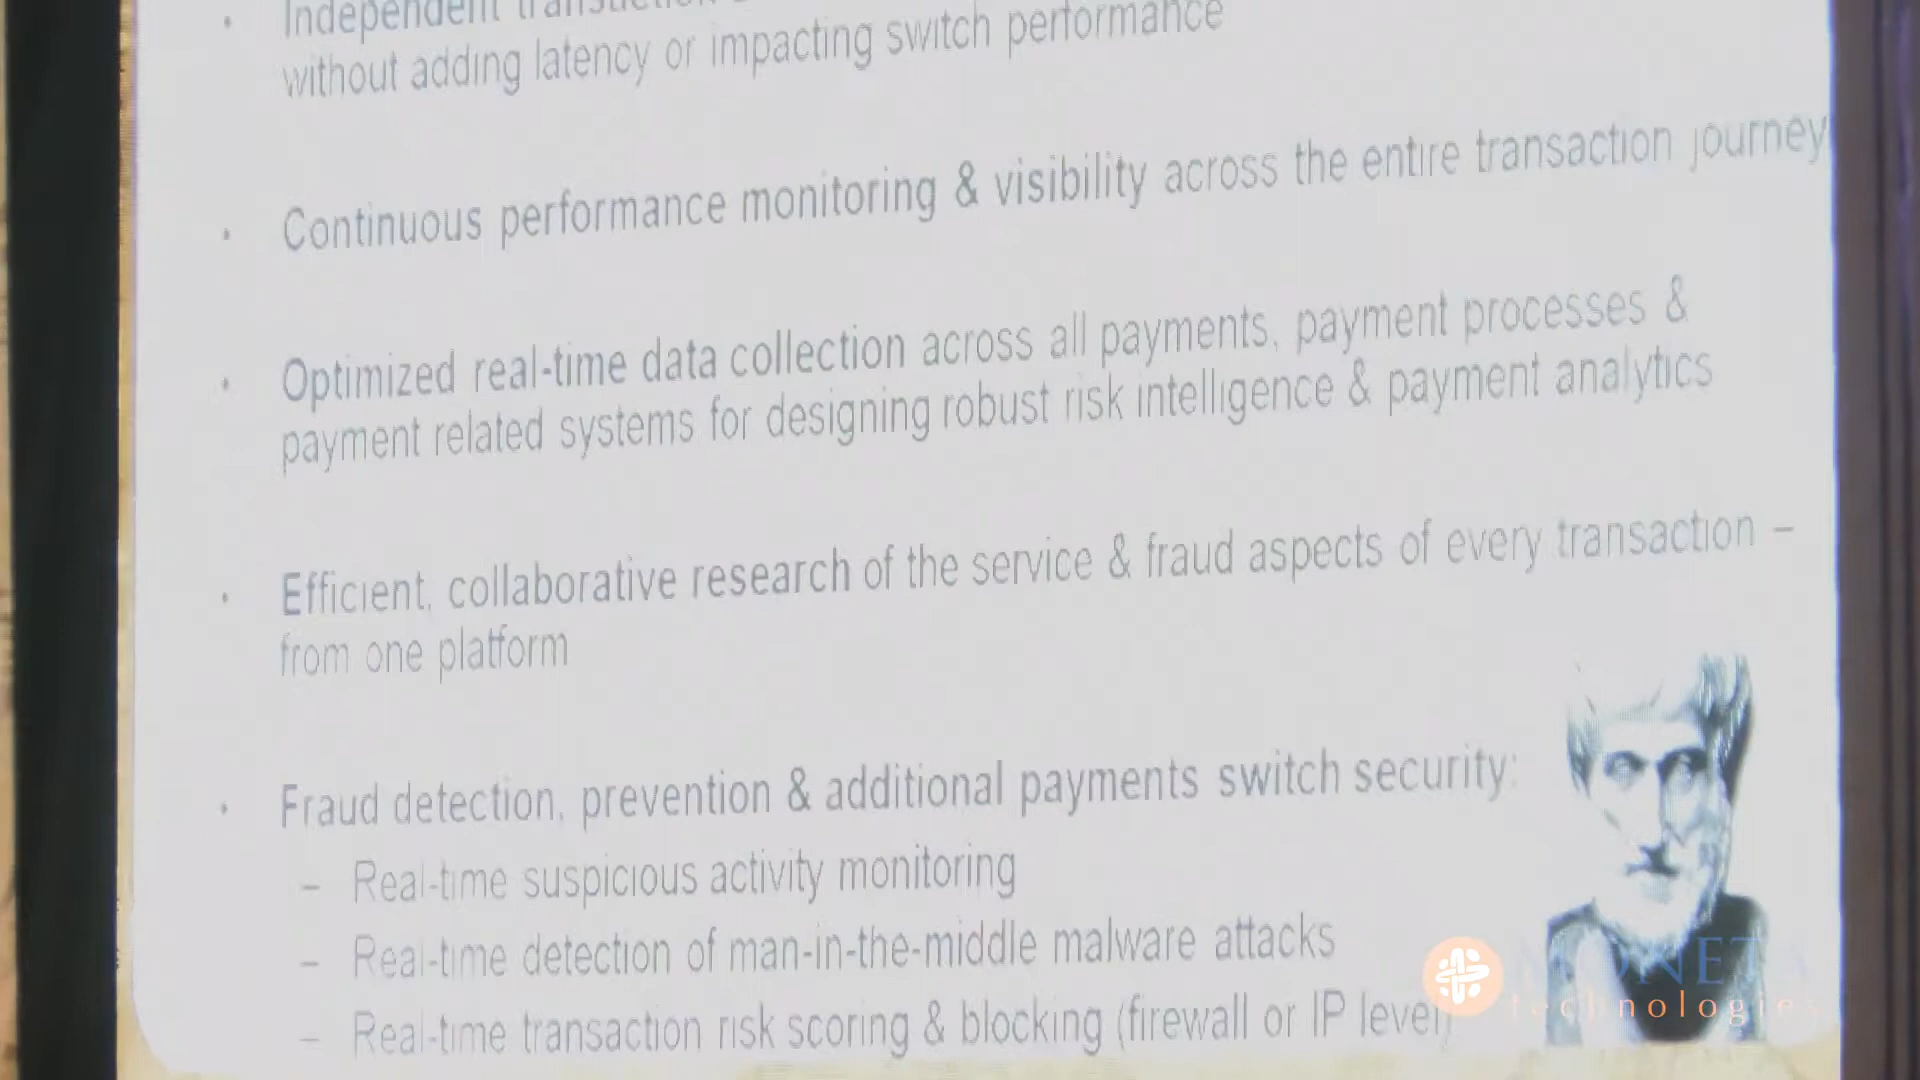 Independent
without adding latency or impacting switch performance
Continuous performance monitoring & visibility across the entire transaction journey
Optimized real-time data collection across all payments, payment processes &
payment related systems for designing robust risk intelligence & payment analytics
Efficient, collaborative research of the service & fraud aspects of every transaction –
from one platform
Fraud detection, prevention & additional payments switch security:
– Real-time suspicious activity monitoring
– Real-time detection of man-in-the-middle malware attacks
– Real-time transaction risk scoring & blocking (firewall or IP level)
MONETA
technologies